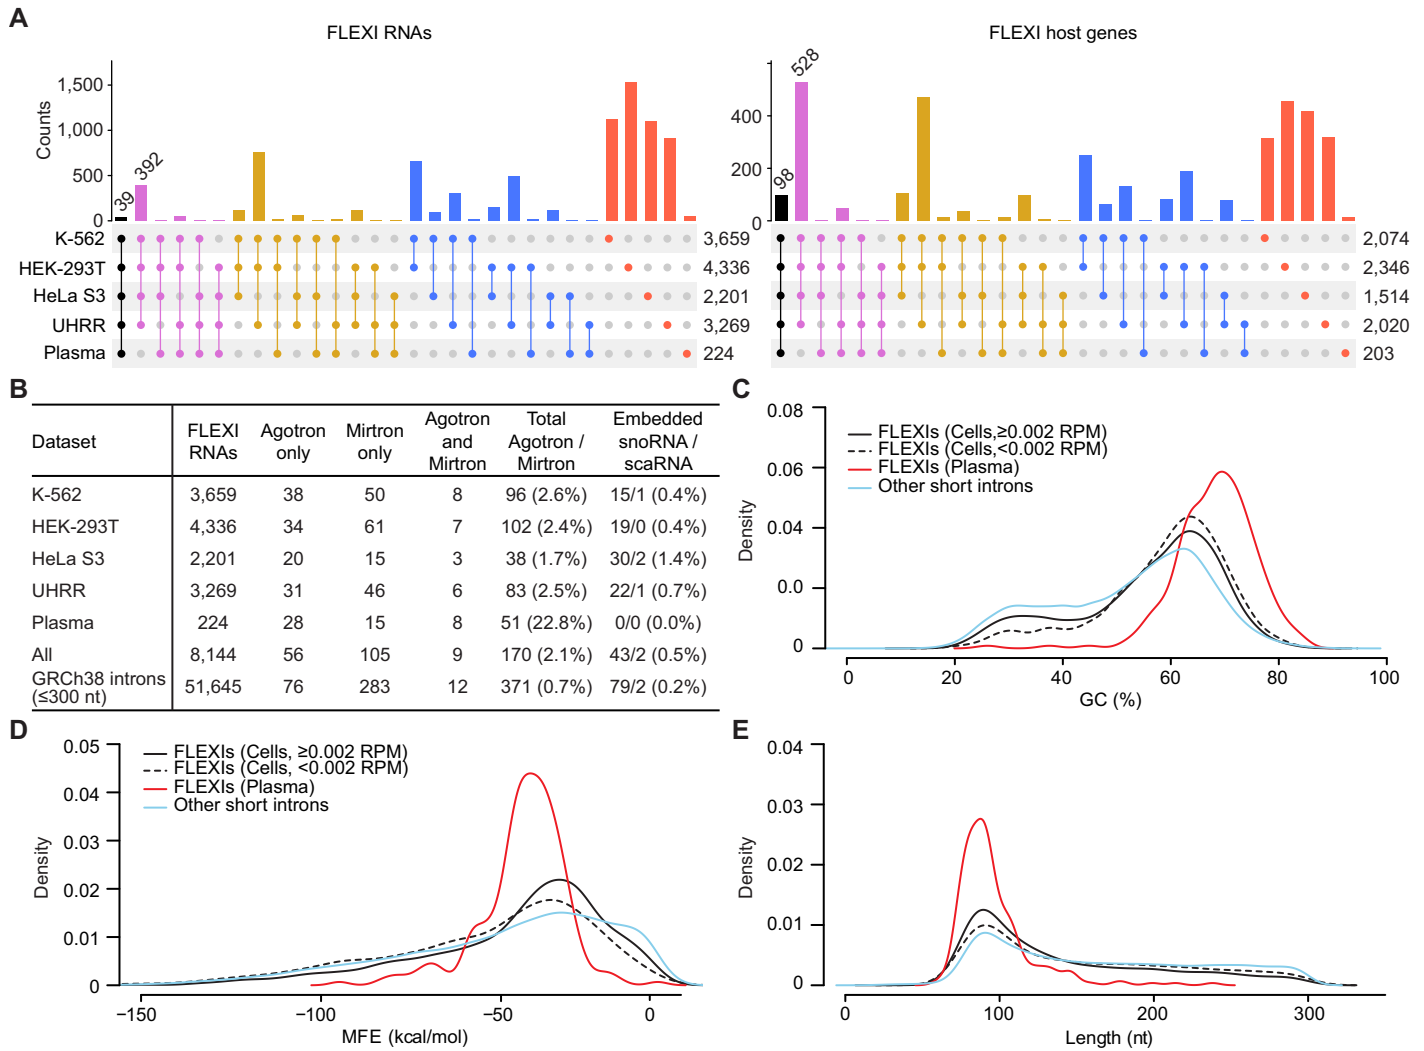 A
FLEXI RNAs
FLEXI host genes
Counts
1,500
1,000
500
0
39
392
400
200
0
98
528
K-562
3,659
2,074
HEK-293T
4,336
2,346
HeLa S3
2,201
1,514
UHRR
3,269
2,020
Plasma
224
203
B
Dataset FLEXI RNAs Agotron only Mirtron only Agotron and Mirtron Total Agotron / Mirtron Embedded snoRNA / scaRNA
K-562 3,659 38 50 8 96 (2.6%) 15/1 (0.4%)
HEK-293T 4,336 34 61 7 102 (2.4%) 19/0 (0.4%)
HeLa S3 2,201 20 15 3 38 (1.7%) 30/2 (1.4%)
UHRR 3,269 31 46 6 83 (2.5%) 22/1 (0.7%)
Plasma 224 28 15 8 51 (22.8%) 0/0 (0.0%)
All 8,144 56 105 9 170 (2.1%) 43/2 (0.5%)
GRCh38 introns (≤300 nt) 51,645 76 283 12 371 (0.7%) 79/2 (0.2%)
C
0.08
0.06
0.04
0.0
0
Density
FLEXIs (Cells,≥0.002 RPM)
FLEXIs (Cells,<0.002 RPM)
FLEXIs (Plasma)
Other short introns
0 20 40 60 80 100
GC (%)
D
0.05
0.04
0.03
0.02
0.01
0
Density
FLEXIs (Cells, ≥0.002 RPM)
FLEXIs (Cells, <0.002 RPM)
FLEXIs (Plasma)
Other short introns
−150 −100 −50 0
MFE (kcal/mol)
E
0.04
0.03
0.02
0.01
0
Density
0 100 200 300
Length (nt)